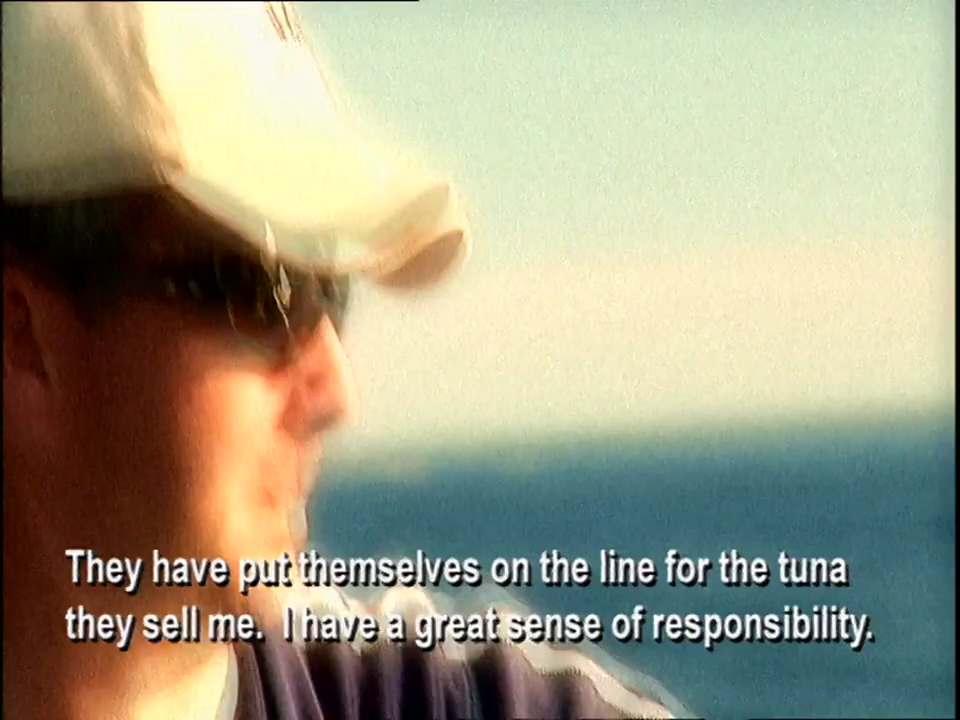 They have put themselves on the line for the tuna
they sell me.  I have a great sense of responsibility.